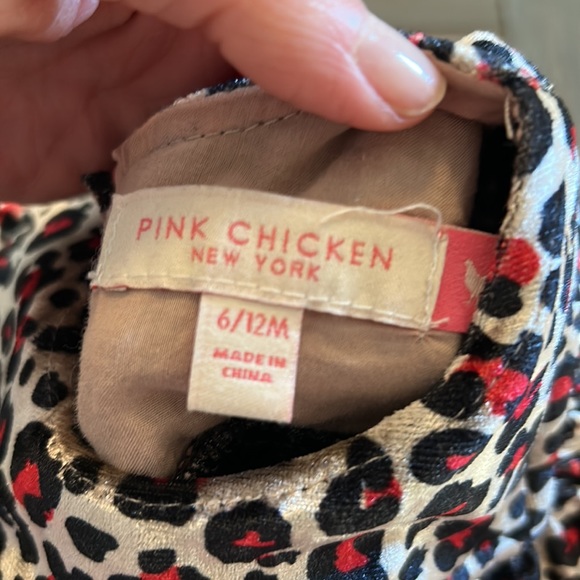 PINK CHICKEN
NEW YORK
6/12M
MADE IN
CHINA